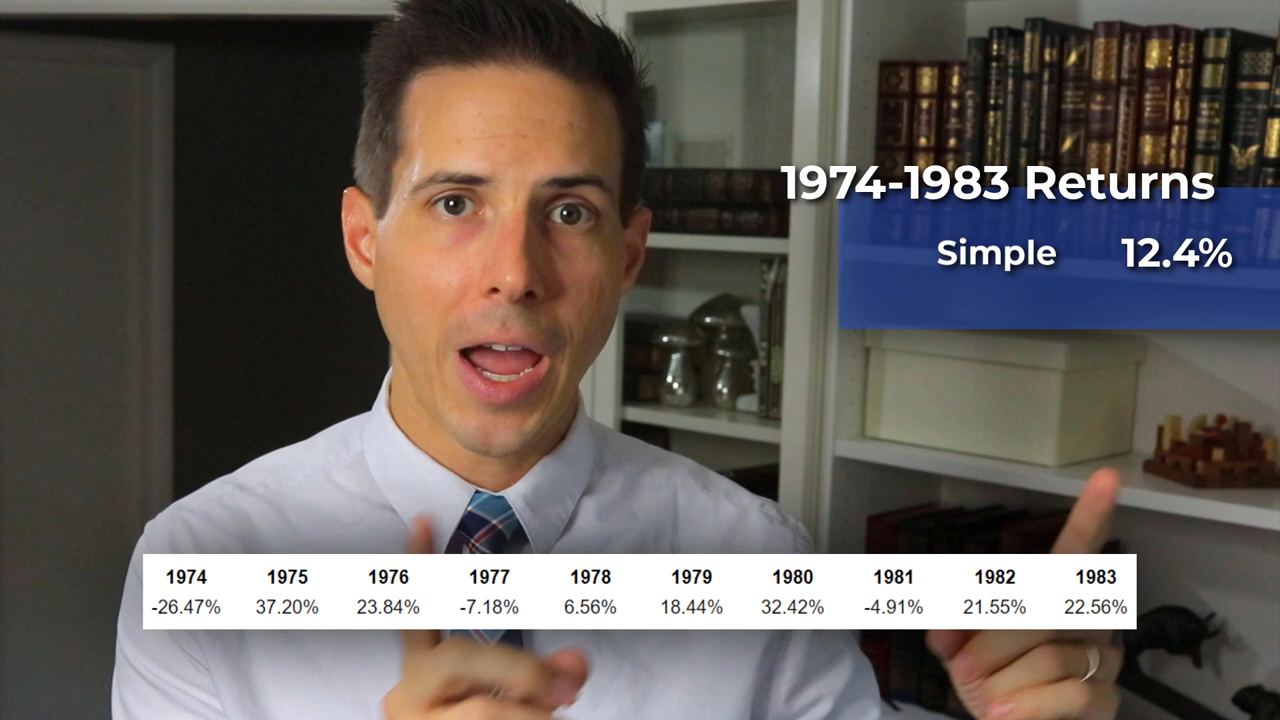 1974-1983 Returns
Simple 12.4%
1974 1975 1976 1977 1978 1979 1980 1981 1982 1983
-26.47% 37.20% 23.84% -7.18% 6.56% 18.44% 32.42% -4.91% 21.55% 22.56%